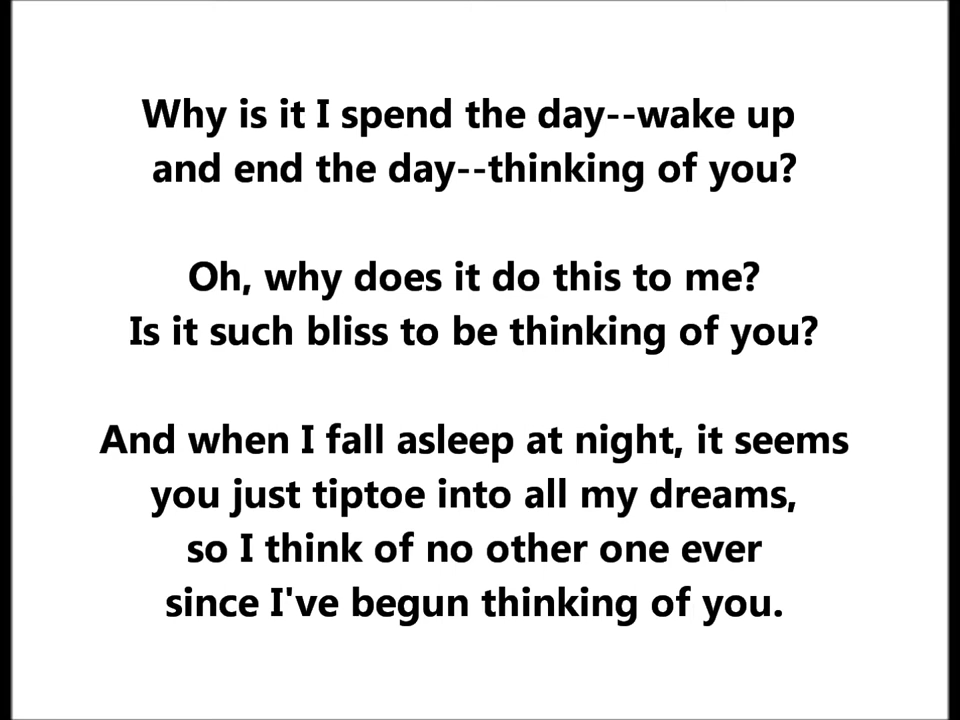 Why is it I spend the day--wake up
and end the day--thinking of you?
Oh, why does it do this to me?
Is it such bliss to be thinking of you?
And when I fall asleep at night, it seems
you just tiptoe into all my dreams,
so I think of no other one ever
since I've begun thinking of you.